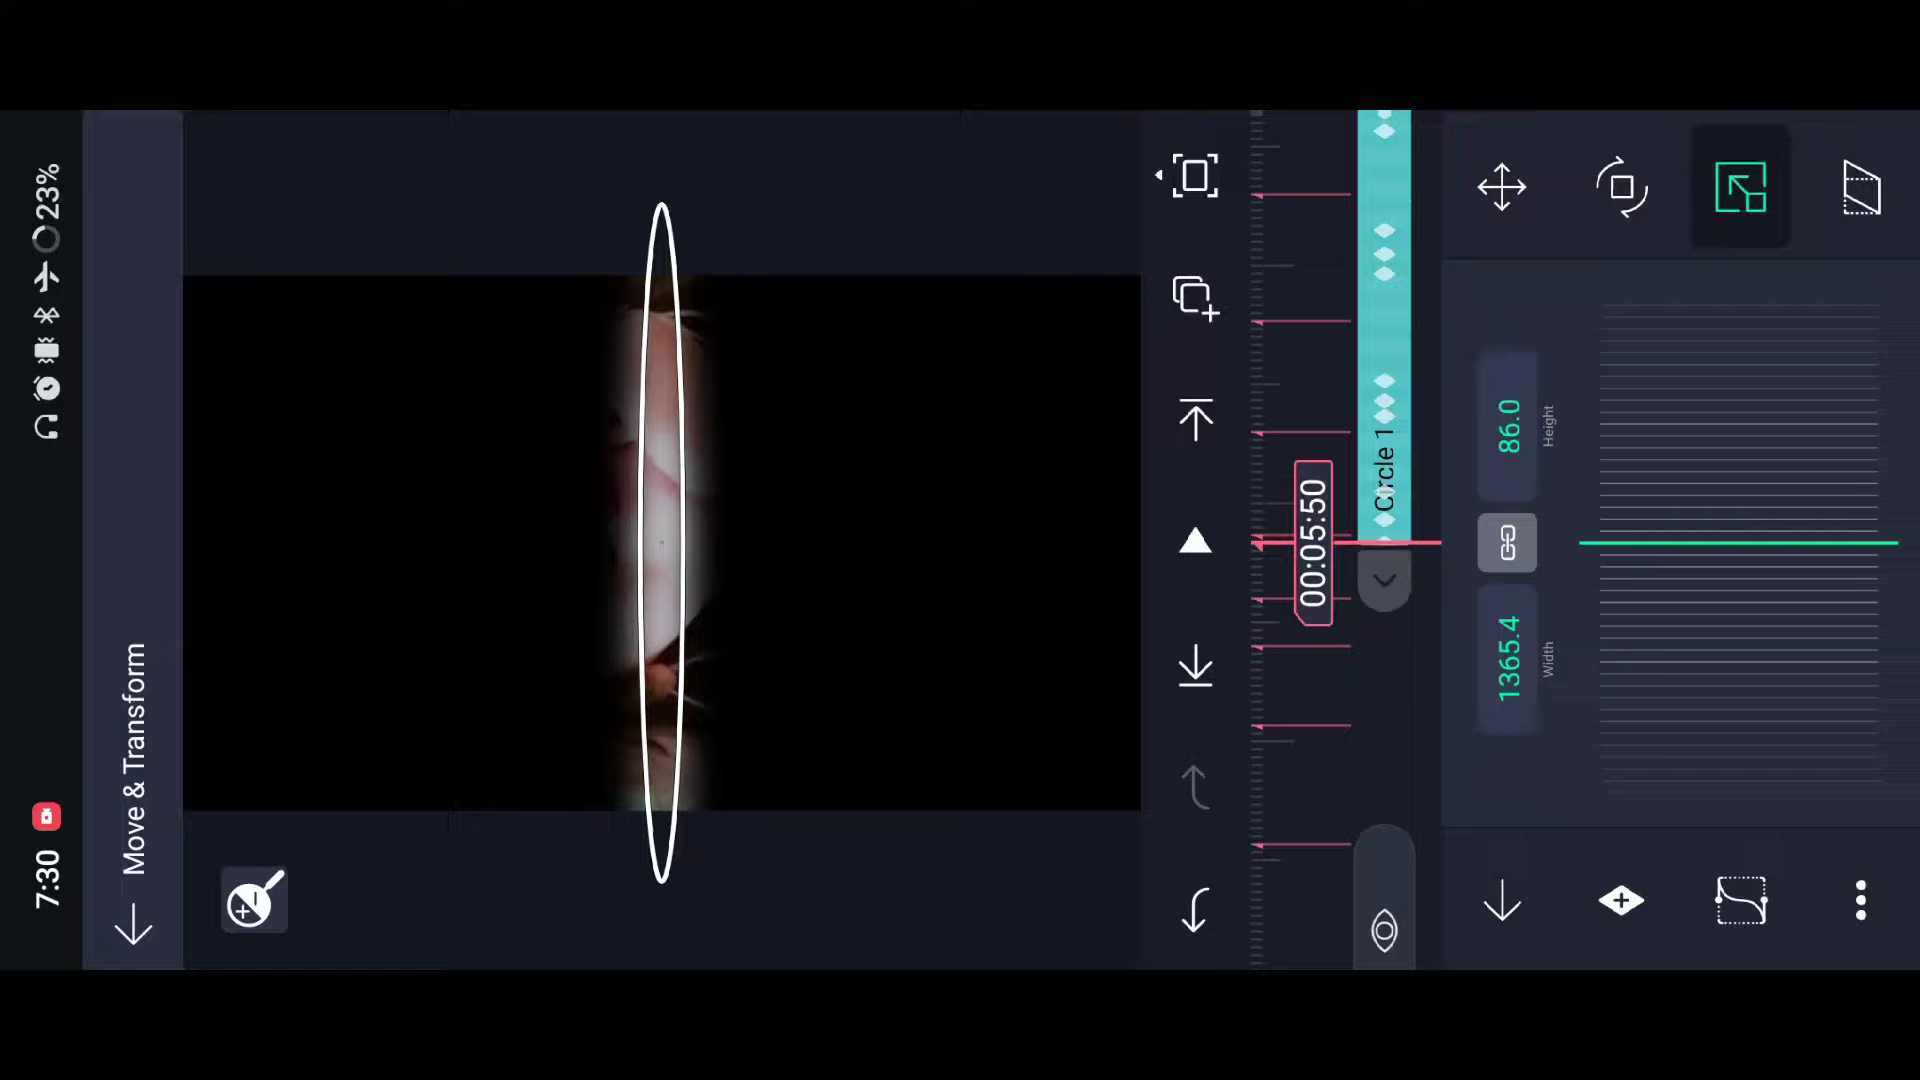 7:30
23%
Move & Transform
00:05:50
Circle 1
1365.4
Width
86.0
Height